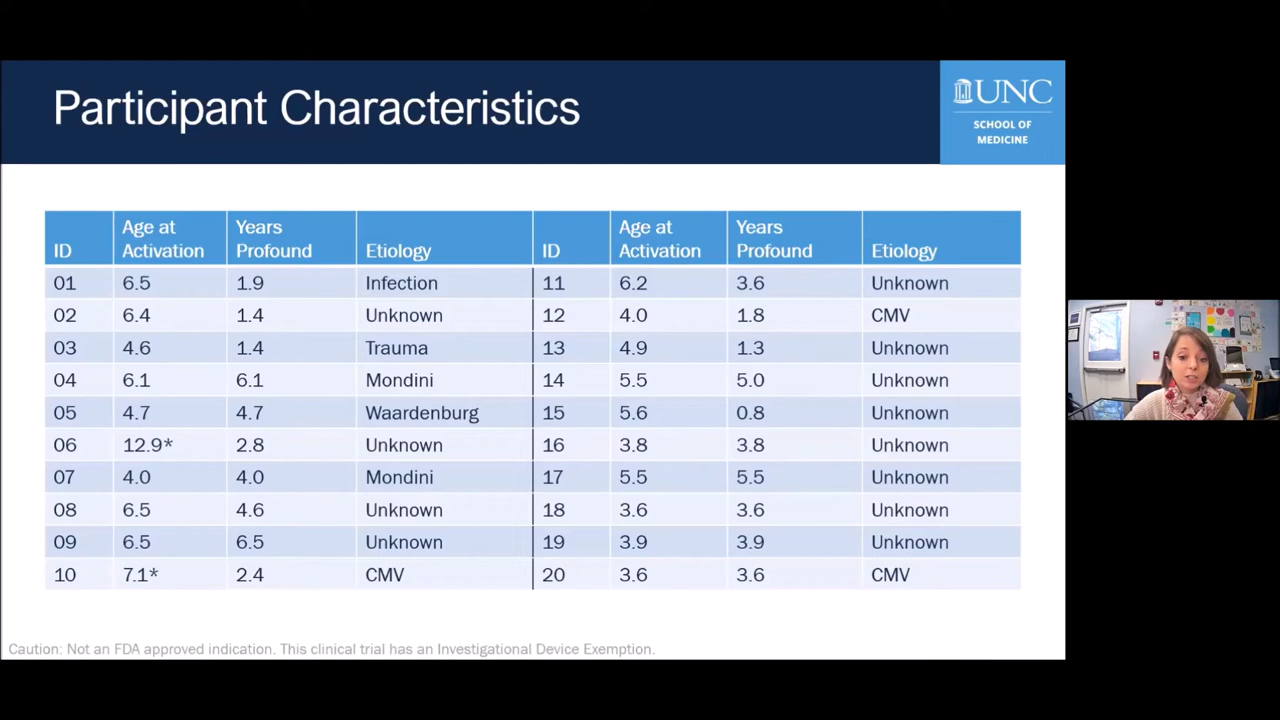 Participant Characteristics
UNC
SCHOOL OF
MEDICINE
ID Age at Activation Years Profound Etiology ID Age at Activation Years Profound Etiology
01 6.5 1.9 Infection 11 6.2 3.6 Unknown
02 6.4 1.4 Unknown 12 4.0 1.8 CMV
03 4.6 1.4 Trauma 13 4.9 1.3 Unknown
04 6.1 6.1 Mondini 14 5.5 5.0 Unknown
05 4.7 4.7 Waardenburg 15 5.6 0.8 Unknown
06 12.9* 2.8 Unknown 16 3.8 3.8 Unknown
07 4.0 4.0 Mondini 17 5.5 5.5 Unknown
08 6.5 4.6 Unknown 18 3.6 3.6 Unknown
09 6.5 6.5 Unknown 19 3.9 3.9 Unknown
10 7.1* 2.4 CMV 20 3.6 3.6 CMV
Caution: Not an FDA approved indication. This clinical trial has an Investigational Device Exemption.